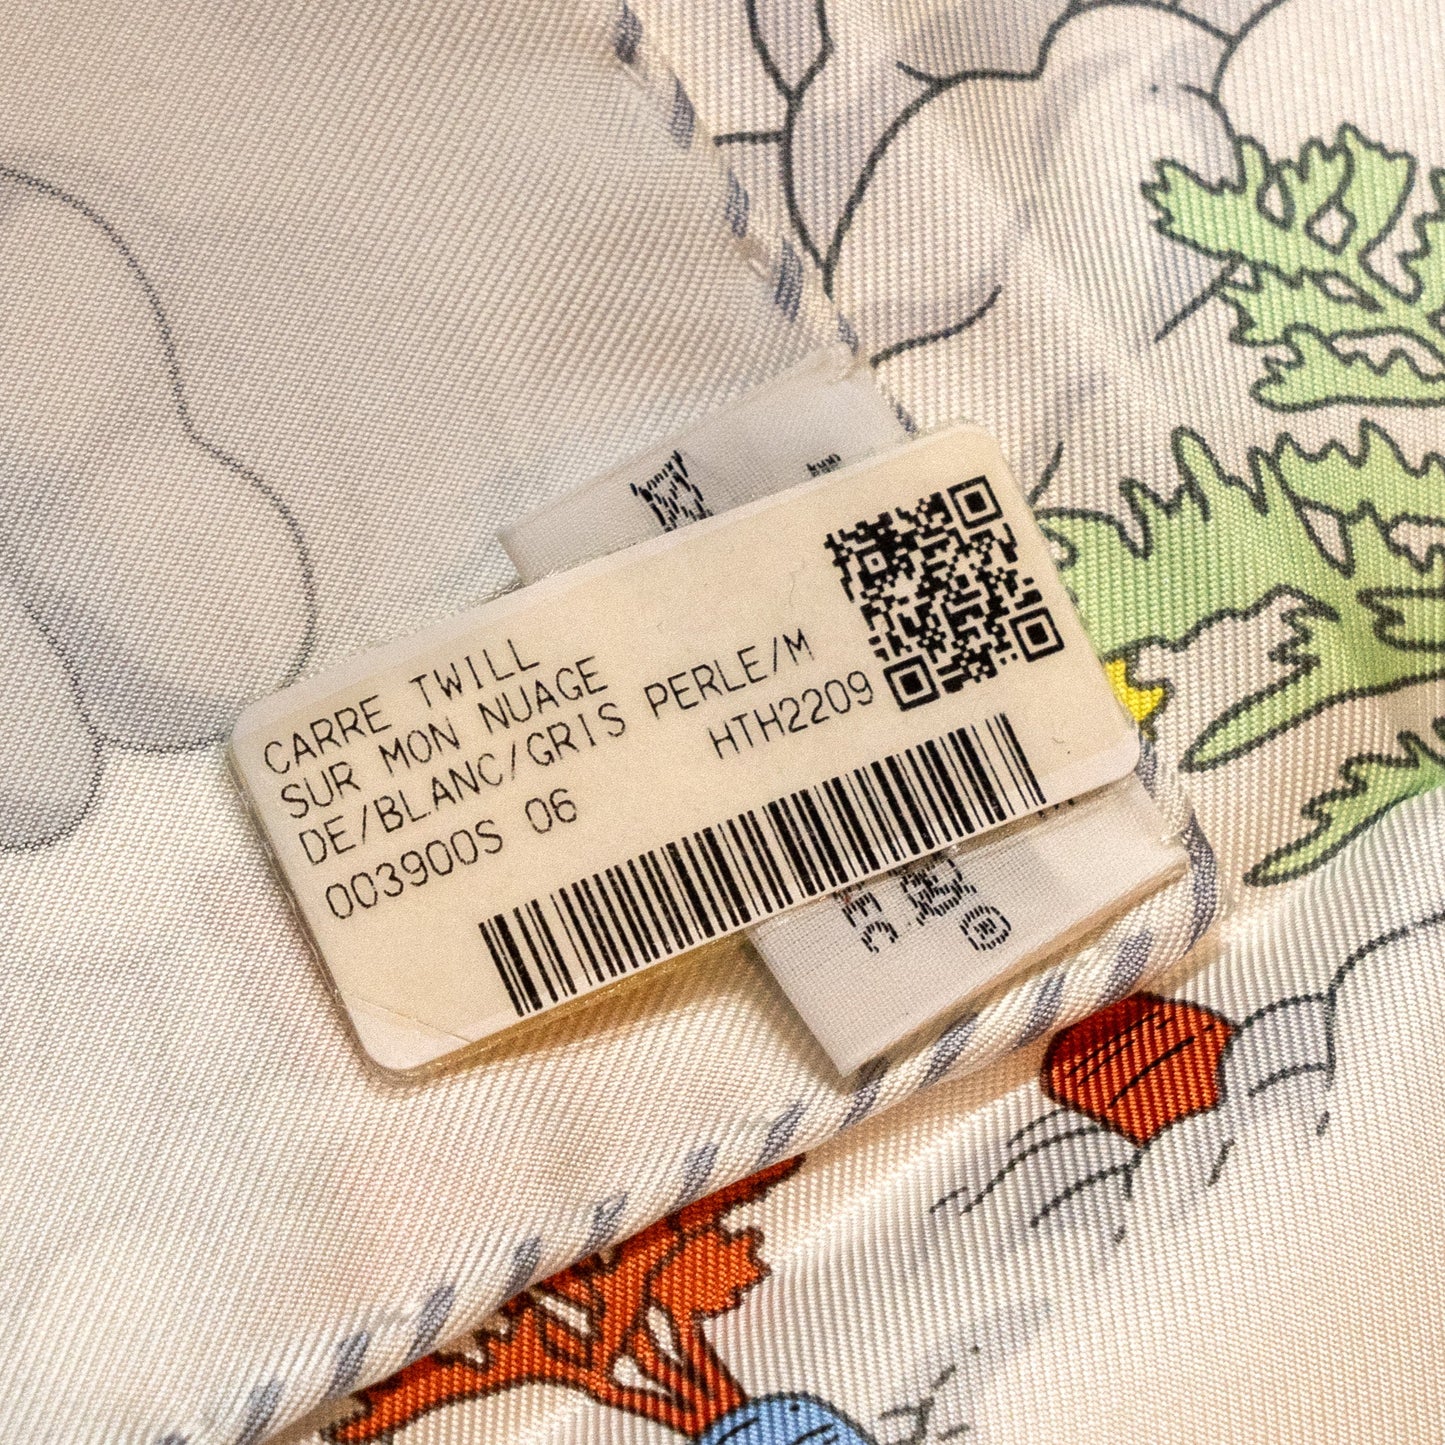 CARRE TWILL
SUR MON NUAGE
DE/BLANC/GRIS PERLE/M
003900S 06 HTH2209